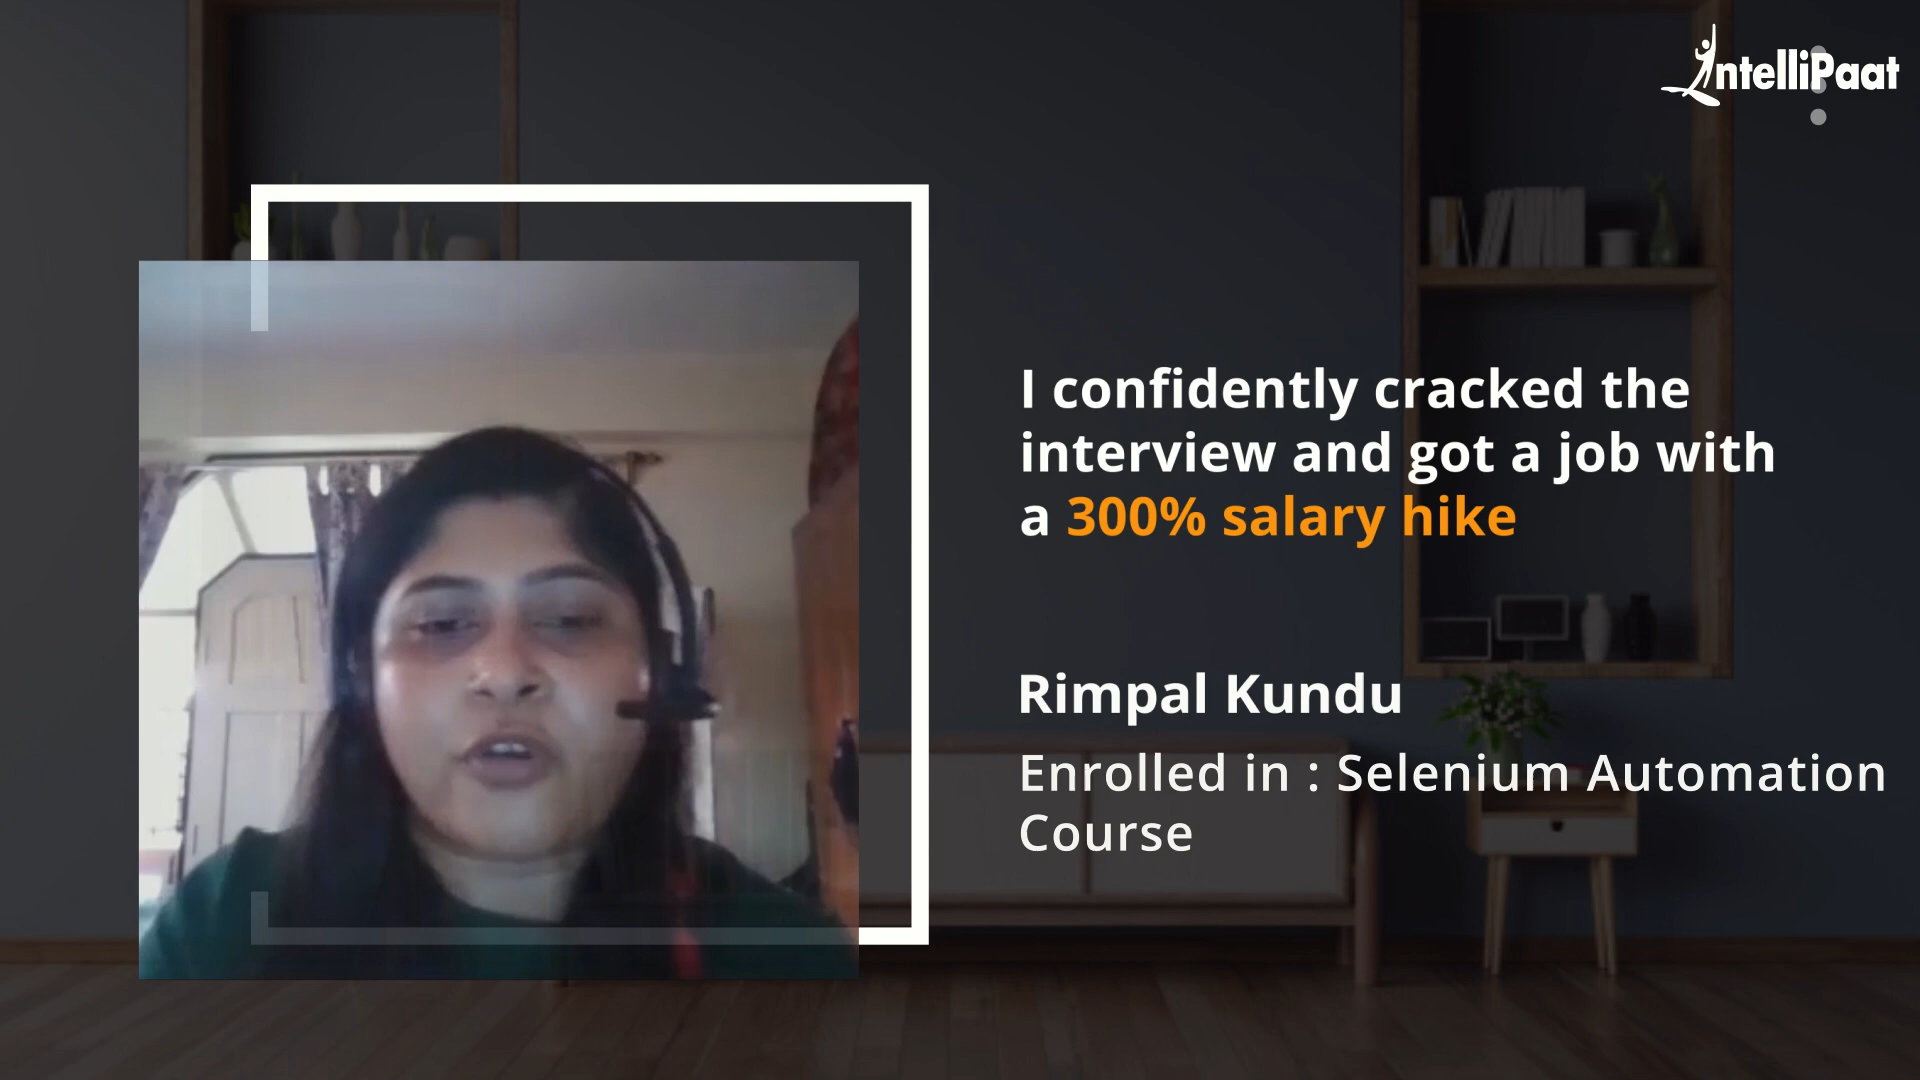 IntelliPaat
I confidently cracked the
interview and got a job with
a 300% salary hike
Rimpal Kundu
Enrolled in : Selenium Automation
Course